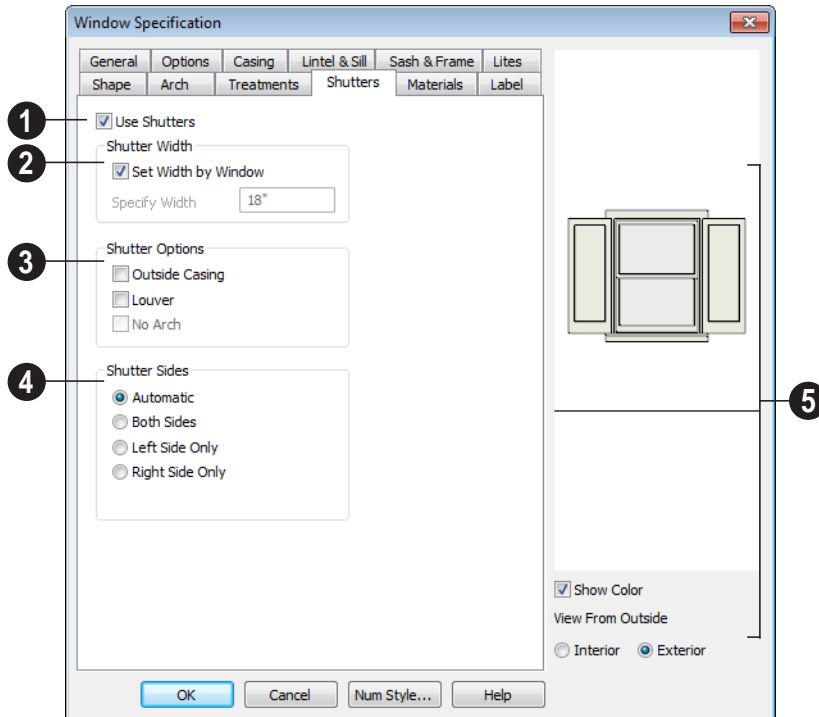 Window Specification
General Options Casing Lintel & Sill Sash & Frame Lites
Shape Arch Treatments Shutters Materials Label
1 Use Shutters
Shutter Width
2 Set Width by Window
Specify Width 18"
Shutter Options
3 Outside Casing
Louver
No Arch
Shutter Sides
4 Automatic
Both Sides
Left Side Only
Right Side Only
5
Show Color
View From Outside
Interior Exterior
OK Cancel Num Style... Help